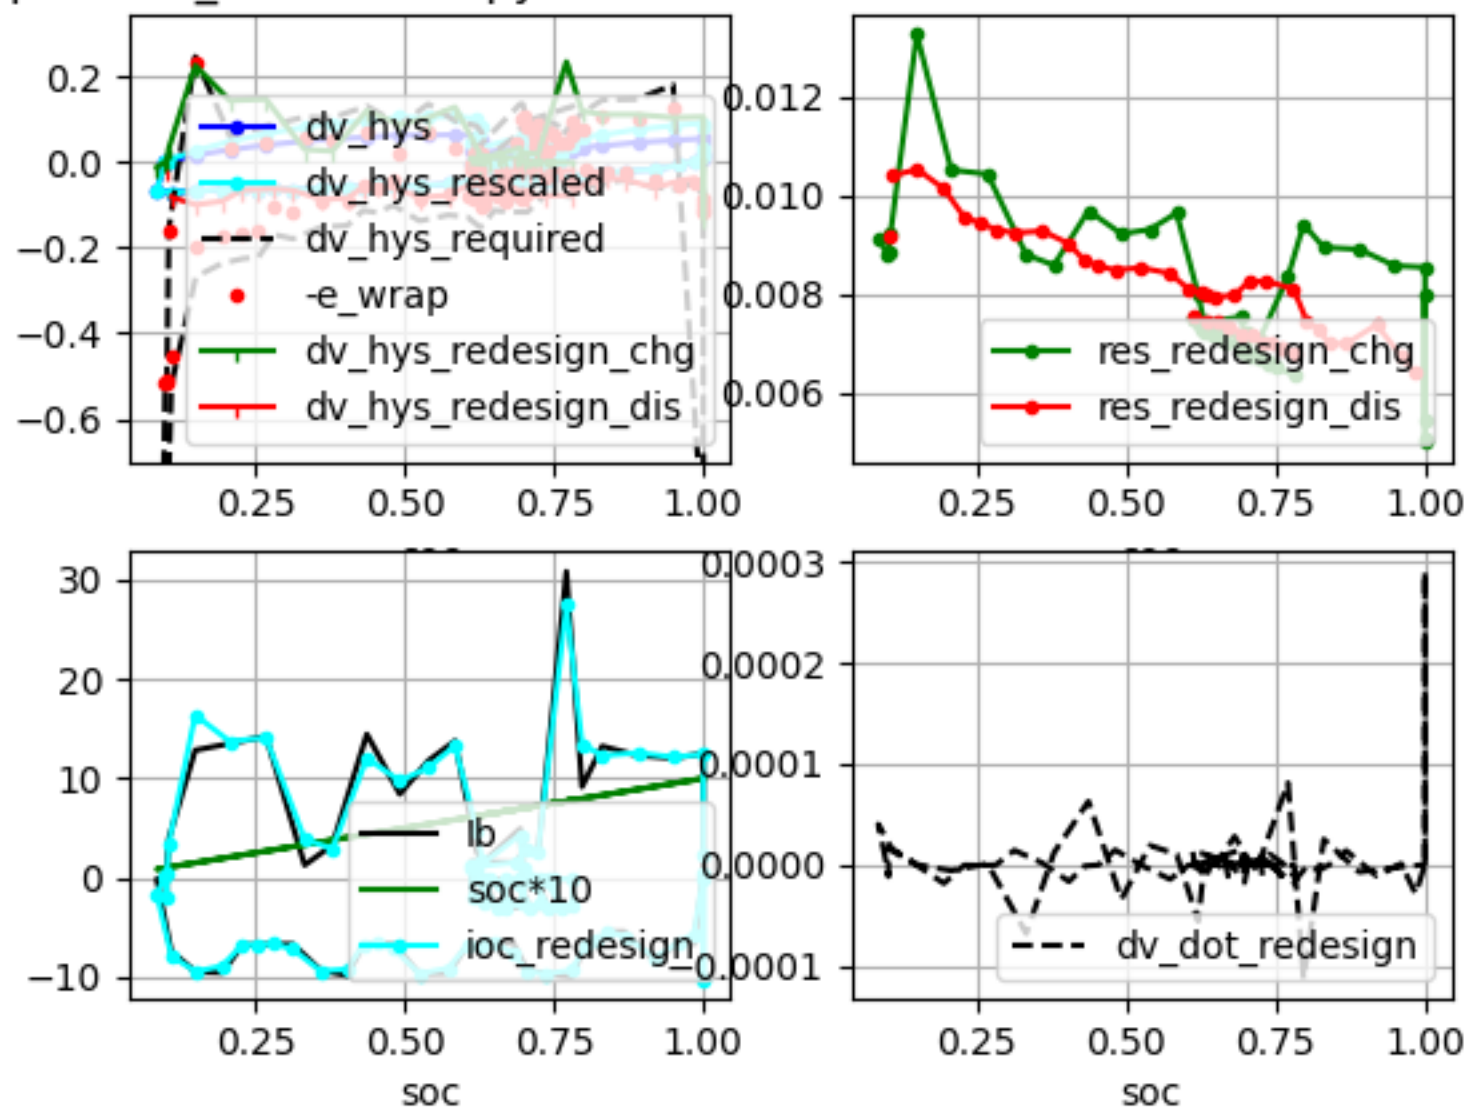 0.2
0.0
−0.2
−0.4
−0.6
dv_hys
dv_hys_rescaled
dv_hys_required
-e_wrap
dv_hys_redesign_chg
dv_hys_redesign_dis
0.25 0.50 0.75 1.00
0.012
0.010
0.008
0.006
res_redesign_chg
res_redesign_dis
0.25 0.50 0.75 1.00
30
20
10
0
−10
Ib
soc*10
ioc_redesign
0.25 0.50 0.75 1.00
soc
0.0003
0.0002
0.0001
0.0000
0.0001
dv_dot_redesign
0.25 0.50 0.75 1.00
soc